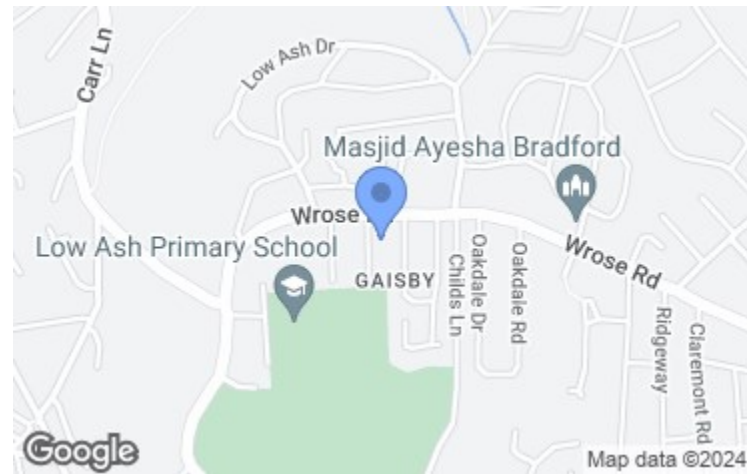 Carr Ln
Low Ash Dr
Masjid Ayesha Bradford
Wrose
Low Ash Primary School
GAISBY
Wrose Rd
Oakdale Dr
Childs Ln
Oakdale Rd
Ridgeway
Claremont Rd
Google
Map data ©2024